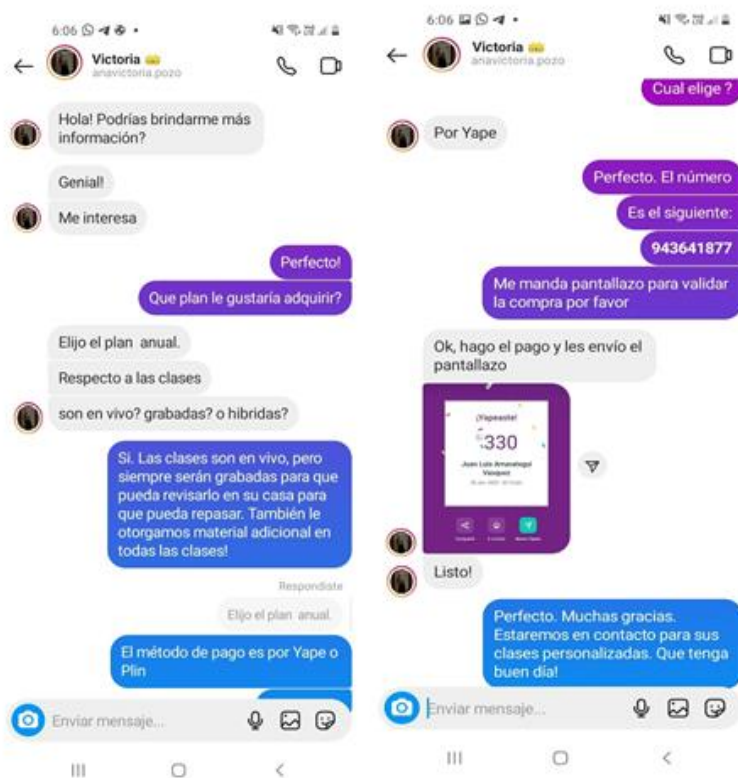 6:06
Victoria
anavictoria.pozo
Hola! Podrías brindarme más
información?
Genial!
Me interesa
Perfecto!
Que plan le gustaría adquirir?
Elijo el plan anual.
Respecto a las clases
son en vivo? grabadas? o hibridas?
Si. Las clases son en vivo, pero
siempre serán grabadas para que
pueda revisarlo en su casa para
que pueda repasar. También le
otorgamos material adicional en
todas las clases!
Respondiste
Elijo el plan anual.
El método de pago es por Yape o
Plin
Enviar mensaje...
6:06
Victoria
anavictoria.pozo
Cual elige ?
Por Yape
Perfecto. El número
Es el siguiente:
943641877
Me manda pantallazo para validar
la compra por favor
Ok, hago el pago y les envío el
pantallazo
¡Yapeaste!
330
Juan Luis Amanategui
Vasquez
Listo!
Perfecto. Muchas gracias.
Estaremos en contacto para sus
clases personalizadas. Que tenga
buen día!
Enviar mensaje...